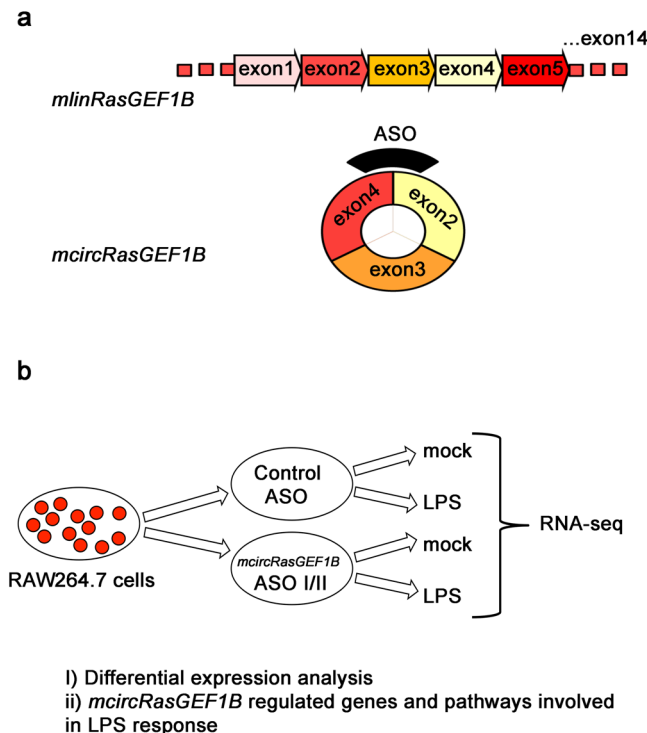 a
...exon14
exon1 exon2 exon3 exon4 exon5
mlinRasGEF1B
ASO
exon4 exon2
exon3
mcircRasGEF1B
b
RAW264.7 cells
Control
ASO
mock
LPS
mcircRasGEF1B
ASO I/II
mock
LPS
RNA-seq
I) Differential expression analysis
ii) mcircRasGEF1B regulated genes and pathways involved
in LPS response